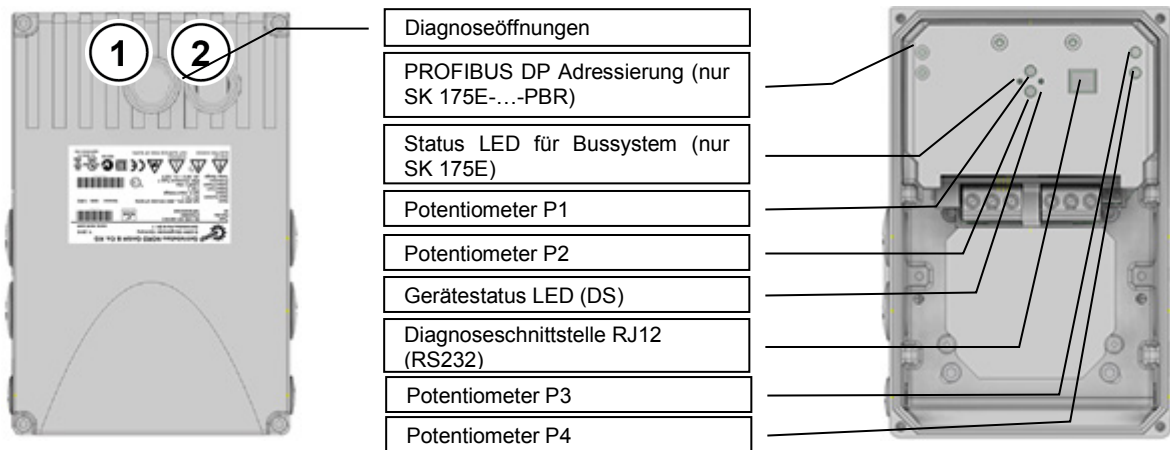 1 2
Diagnoseöffnungen
PROFIBUS DP Adressierung (nur
SK 175E-…-PBR)
Status LED für Bussystem (nur
SK 175E)
Potentiometer P1
Potentiometer P2
Gerätestatus LED (DS)
Diagnoseschnittstelle RJ12
(RS232)
Potentiometer P3
Potentiometer P4